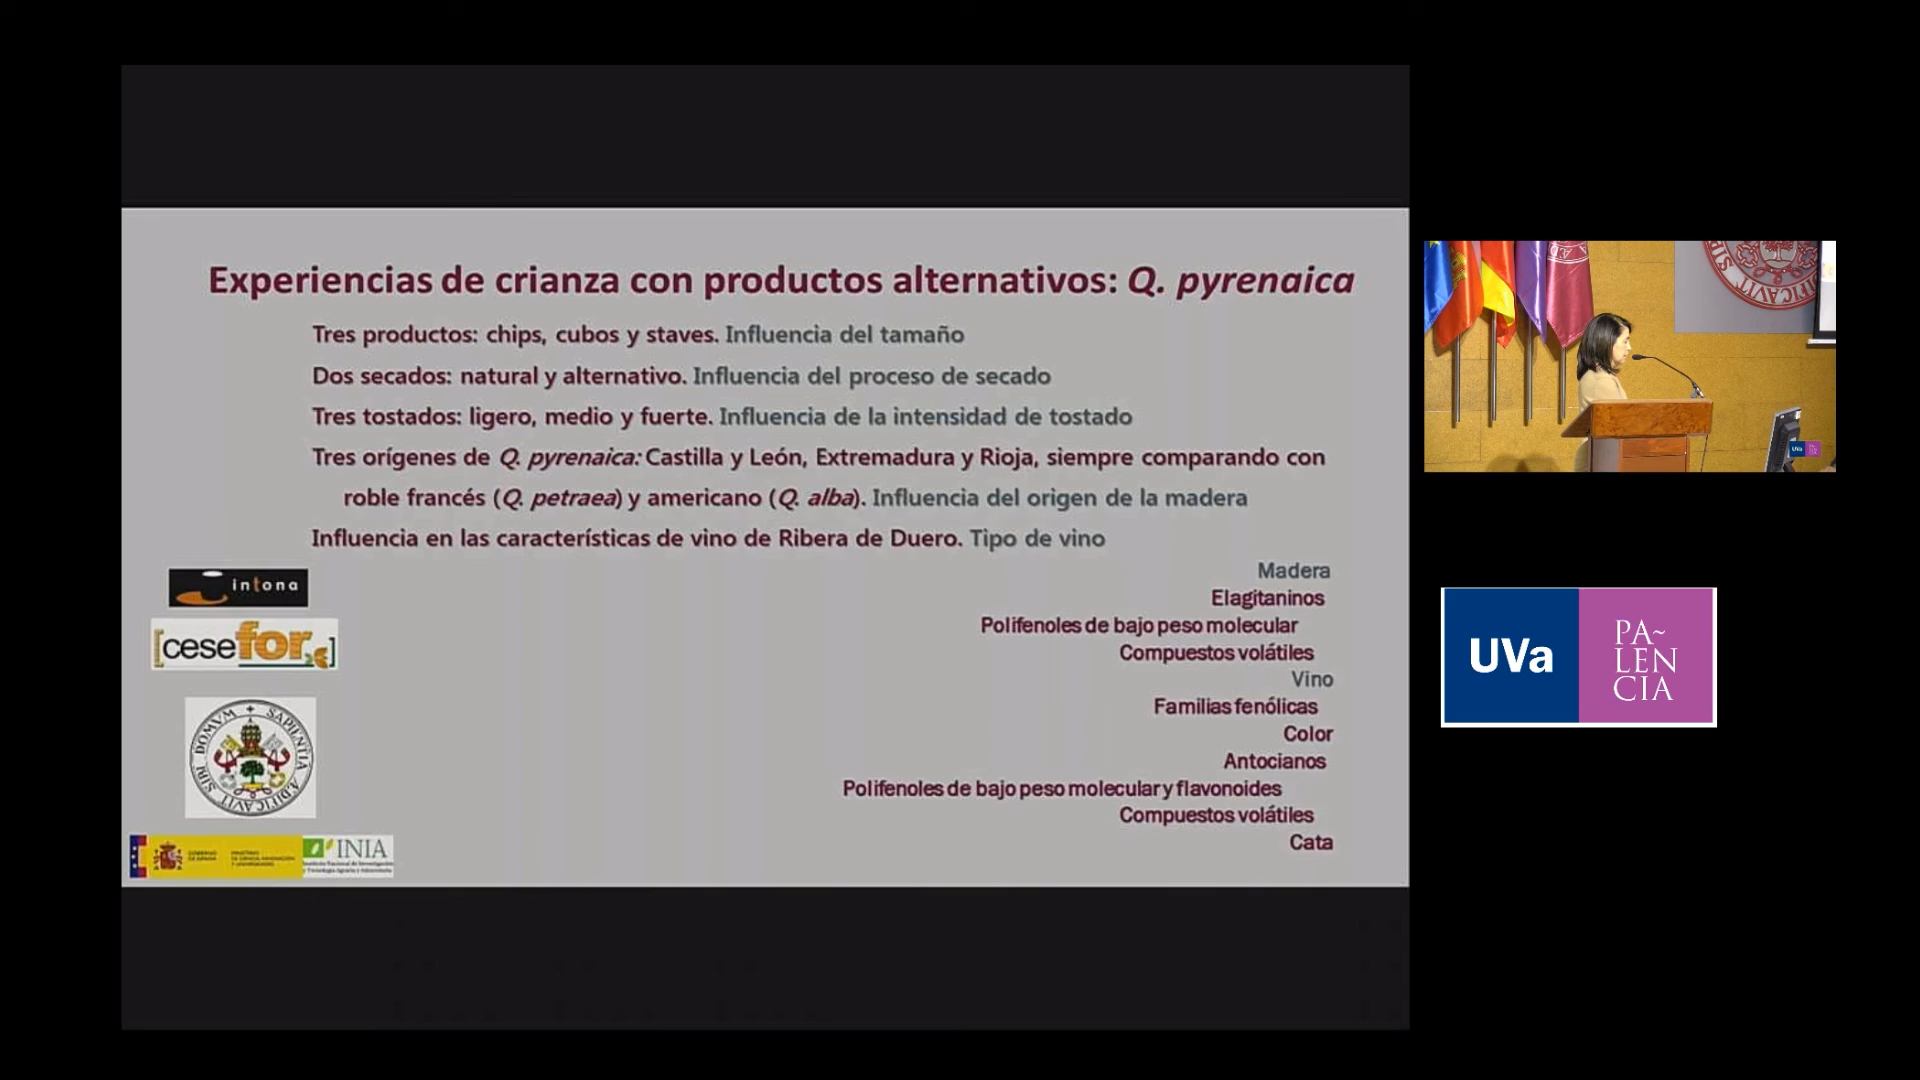 Experiencias de crianza con productos alternativos: Q. pyrenaica
Tres productos: chips, cubos y staves. Influencia del tamaño
Dos secados: natural y alternativo. Influencia del proceso de secado
Tres tostados: ligero, medio y fuerte. Influencia de la intensidad de tostado
Tres orígenes de Q. pyrenaica: Castilla y León, Extremadura y Rioja, siempre comparando con
roble francés (Q. petraea) y americano (Q. alba). Influencia del origen de la madera
Influencia en las características de vino de Ribera de Duero. Tipo de vino
Madera
Elagitaninos
Polifenoles de bajo peso molecular
Compuestos volátiles
Vino
Familias fenólicas
Color
Antocianos
Polifenoles de bajo peso molecular y flavonoides
Compuestos volátiles
Cata
intona
[cesefor]
SAPIENTIA ÆDIFICAVIT SIBI DOMVM
INIA
UVa
PA~
LEN
CIA
ÆDIFICAVIT
UVa